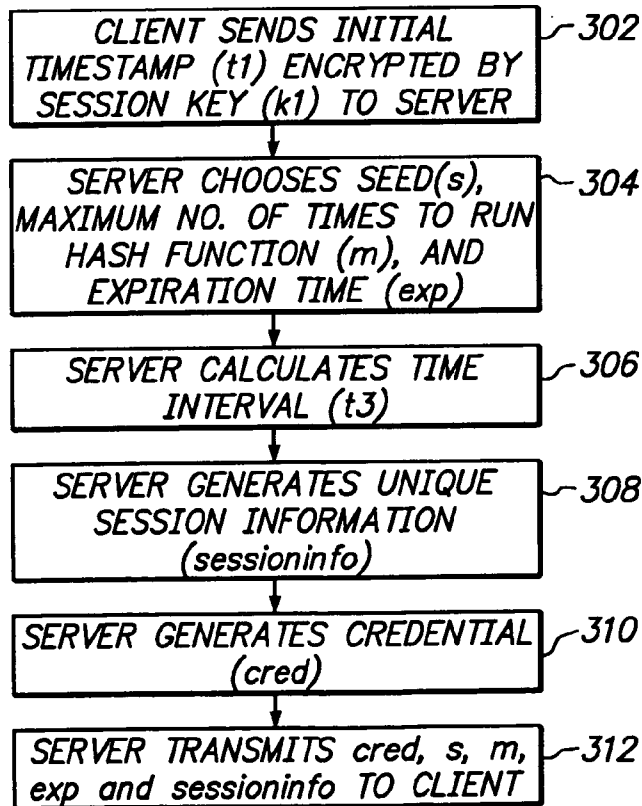 CLIENT SENDS INITIAL
TIMESTAMP (t1) ENCRYPTED BY
SESSION KEY (k1) TO SERVER
302
SERVER CHOOSES SEED(s),
MAXIMUM NO. OF TIMES TO RUN
HASH FUNCTION (m), AND
EXPIRATION TIME (exp)
304
SERVER CALCULATES TIME
INTERVAL (t3)
306
SERVER GENERATES UNIQUE
SESSION INFORMATION
(sessioninfo)
308
SERVER GENERATES CREDENTIAL
(cred)
310
SERVER TRANSMITS cred, s, m,
exp and sessioninfo TO CLIENT
312